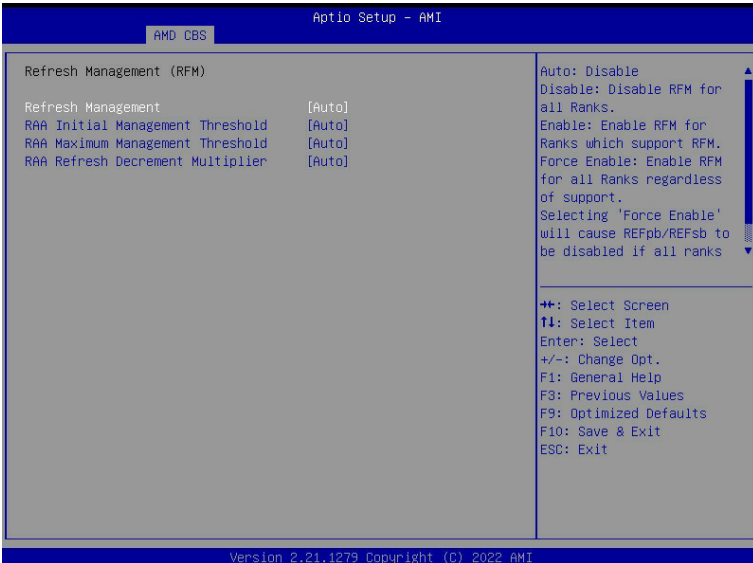 Aptio Setup – AMI
AMD CBS
Refresh Management (RFM)
Refresh Management [Auto]
RAA Initial Management Threshold [Auto]
RAA Maximum Management Threshold [Auto]
RAA Refresh Decrement Multiplier [Auto]
Auto: Disable
Disable: Disable RFM for
all Ranks.
Enable: Enable RFM for
Ranks which support RFM.
Force Enable: Enable RFM
for all Ranks regardless
of support.
Selecting 'Force Enable'
will cause REFpb/REFsb to
be disabled if all ranks
→←: Select Screen
↑↓: Select Item
Enter: Select
+/-: Change Opt.
F1: General Help
F3: Previous Values
F9: Optimized Defaults
F10: Save & Exit
ESC: Exit
Version 2.21.1279 Copyright (C) 2022 AMI